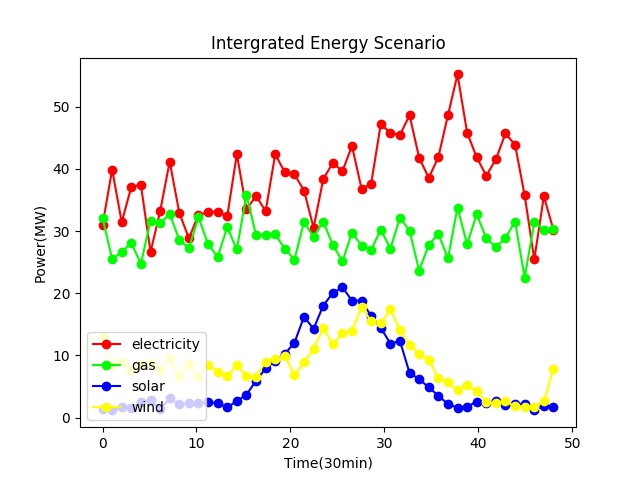 Intergrated Energy Scenario
Power(MW)
50
40
30
20
10
0
electricity
gas
solar
wind
0 10 20 30 40 50
Time(30min)